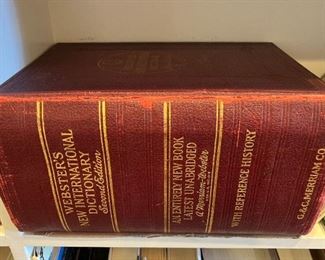 WEBSTER'S
NEW INTERNATIONAL
DICTIONARY
Second Edition
AN ENTIRELY NEW BOOK
LATEST UNABRIDGED
A Merriam-Webster
WITH REFERENCE HISTORY
G.&C. MERRIAM CO.